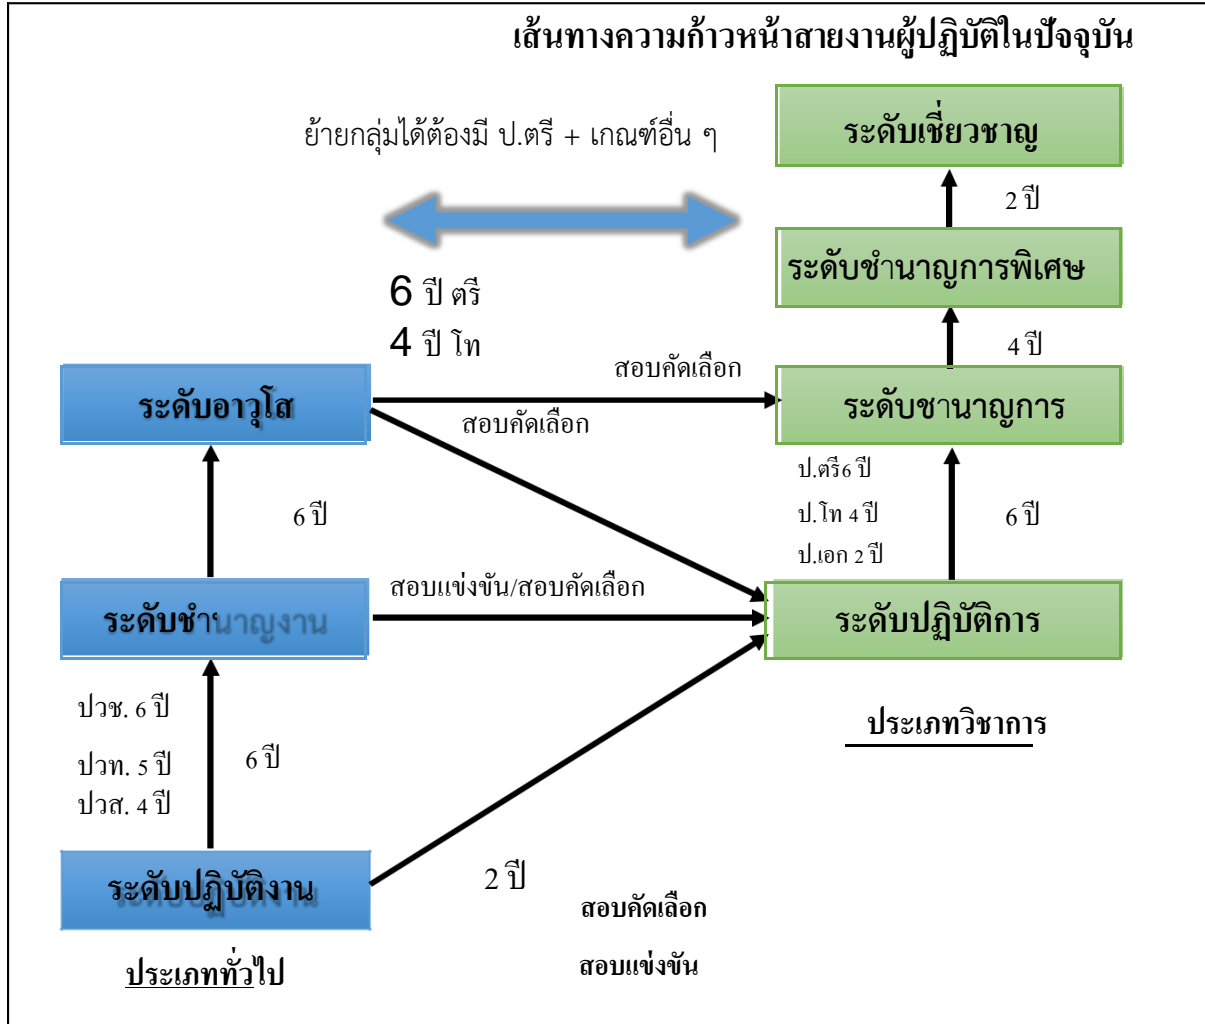 เส้นทางความก้าวหน้าสายงานผู้ปฏิบัติในปัจจุบัน
ย้ายกลุ่มได้ต้องมี ป.ตรี + เกณฑ์อื่น ๆ
ระดับเชี่ยวชาญ
2 ปี
ระดับชำนาญการพิเศษ
6 ปี ตรี
4 ปี โท
4 ปี
สอบคัดเลือก
ระดับอาวุโส
ระดับชานาญการ
สอบคัดเลือก
ป.ตรี6 ปี
ป.โท 4 ปี
ป.เอก 2 ปี
6 ปี
6 ปี
สอบแข่งขัน/สอบคัดเลือก
ระดับชำนาญงาน
ระดับปฏิบัติการ
ปวช. 6 ปี
ปวท. 5 ปี
ปวส. 4 ปี
6 ปี
ประเภทวิชาการ
ระดับปฏิบัติงาน
2 ปี
สอบคัดเลือก
สอบแข่งขัน
ประเภททั่วไป